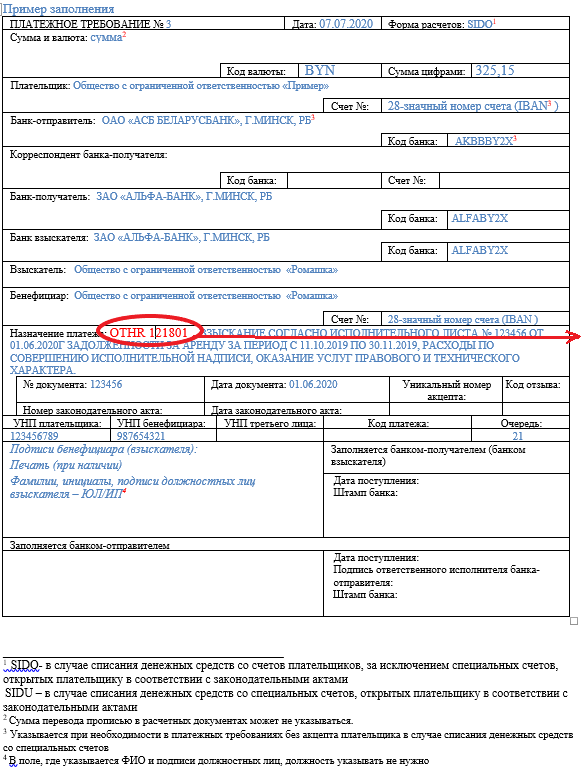 Пример заполнения
ПЛАТЕЖНОЕ ТРЕБОВАНИЕ № 3 Дата: 07.07.2020 Форма расчетов: SIDO1
Сумма и валюта: сумма2
Код валюты: BYN Сумма цифрами: 325,15
Плательщик: Общество с ограниченной ответственностью «Пример»
Счет №: 28-значный номер счета (IBAN3 )
Банк-отправитель: ОАО «АСБ БЕЛАРУСБАНК», Г.МИНСК, РБ3
Код банка: AKBBBY2X3
Корреспондент банка-получателя:
Код банка: Счет №:
Банк-получатель: ЗАО «АЛЬФА-БАНК», Г.МИНСК, РБ
Код банка: ALFABY2X
Банк взыскателя: ЗАО «АЛЬФА-БАНК», Г.МИНСК, РБ
Код банка: ALFABY2X
Взыскатель: Общество с ограниченной ответственностью «Ромашка»
Бенефициар: Общество с ограниченной ответственностью «Ромашка»
Счет №: 28-значный номер счета (IBAN )
Назначение платежа: OTHR 121801 ВЗЫСКАНИЕ СОГЛАСНО ИСПОЛНИТЕЛЬНОГО ЛИСТА № 123456 ОТ
01.06.2020Г ЗАДОЛЖЕННОСТИ ЗА АРЕНДУ ЗА ПЕРИОД С 11.10.2019 ПО 30.11.2019, РАСХОДЫ ПО
СОВЕРШЕНИЮ ИСПОЛНИТЕЛЬНОЙ НАДПИСИ, ОКАЗАНИЕ УСЛУГ ПРАВОВОГО И ТЕХНИЧЕСКОГО
ХАРАКТЕРА.
№ документа: 123456 Дата документа: 01.06.2020 Уникальный номер Код отзыва:
акцепта:
Номер законодательного акта: Дата законодательного акта:
УНП плательщика: УНП бенефициара: УНП третьего лица: Код платежа: Очередь:
123456789 987654321 21
Подписи бенефициара (взыскателя): Заполняется банком-получателем (банком
взыскателя)
Печать (при наличии)
Фамилии, инициалы, подписи должностных лиц Дата поступления:
взыскателя – ЮЛ/ИП4 Штамп банка:
Заполняется банком-отправителем
Дата поступления:
Подпись ответственного исполнителя банка-
отправителя:
Штамп банка:
1 SIDO- в случае списания денежных средств со счетов плательщиков, за исключением специальных счетов,
открытых плательщику в соответствии с законодательными актами
SIDU – в случае списания денежных средств со специальных счетов, открытых плательщику в соответствии с
законодательными актами
2 Сумма перевода прописью в расчетных документах может не указываться.
3 Указывается при необходимости в платежных требованиях без акцепта плательщика в случае списания денежных средств
со специальных счетов
4 В поле, где указывается ФИО и подписи должностных лиц, должность указывать не нужно